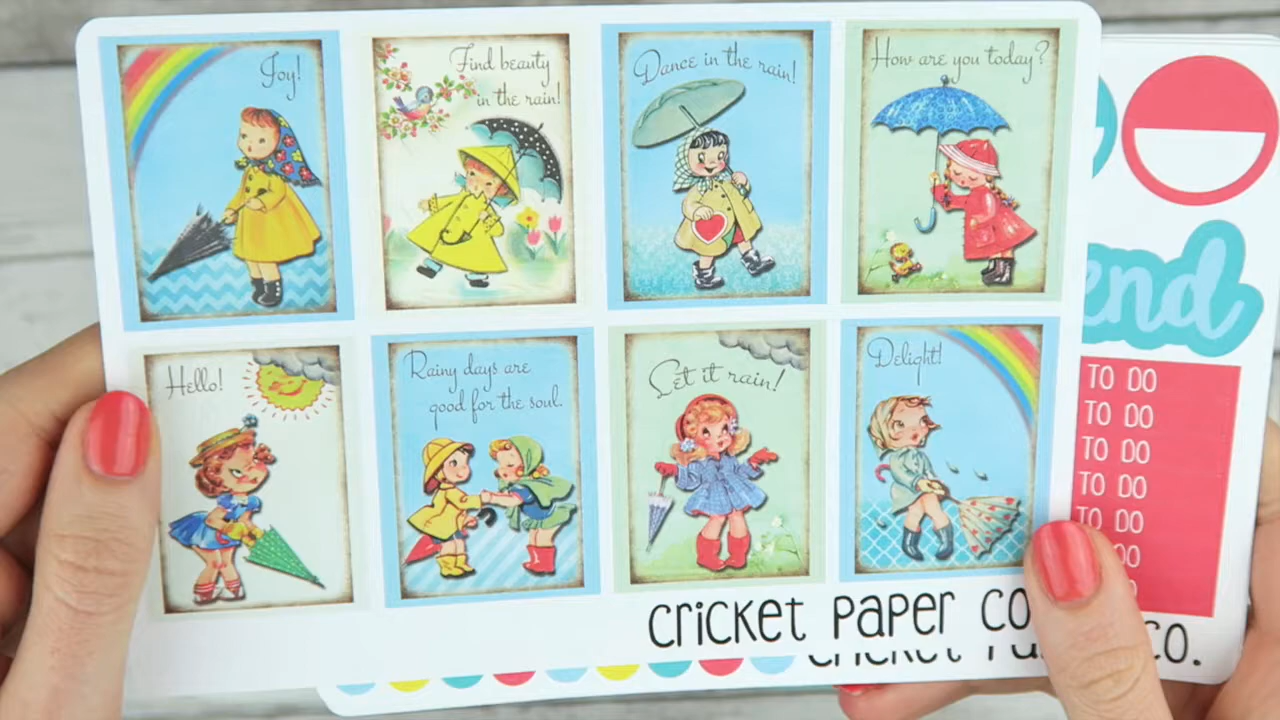 Joy!
Find beauty
in the rain!
Dance in the rain!
How are you today?
Hello!
Rainy days are
good for the soul.
Let it rain!
Delight!
end
TO DO
TO DO
TO DO
TO DO
TO DO
CRICKET PAPER CO
CO.